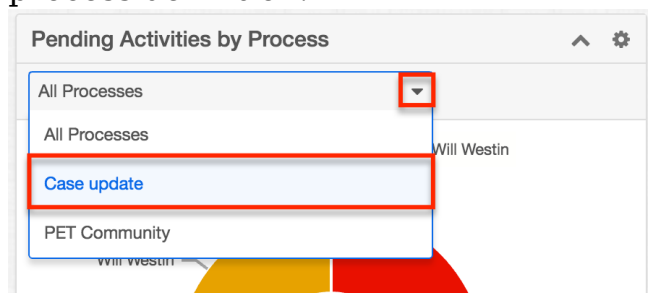 Pending Activities by Process
All Processes
All Processes
Will Westin
Case update
PET Community
Will Westin